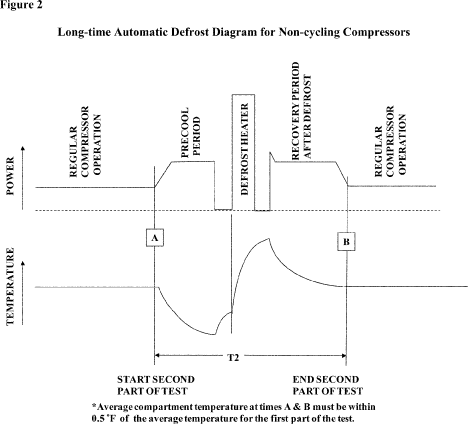 Figure 2
Long-time Automatic Defrost Diagram for Non-cycling Compressors
REGULAR
COMPRESSOR
OPERATION
PRECOOL
PERIOD
DEFROST HEATER
RECOVERY PERIOD
AFTER DEFROST
REGULAR
COMPRESSOR
OPERATION
POWER
A
B
TEMPERATURE
T2
START SECOND
PART OF TEST
END SECOND
PART OF TEST
*Average compartment temperature at times A & B must be within
0.5 °F of the average temperature for the first part of the test.